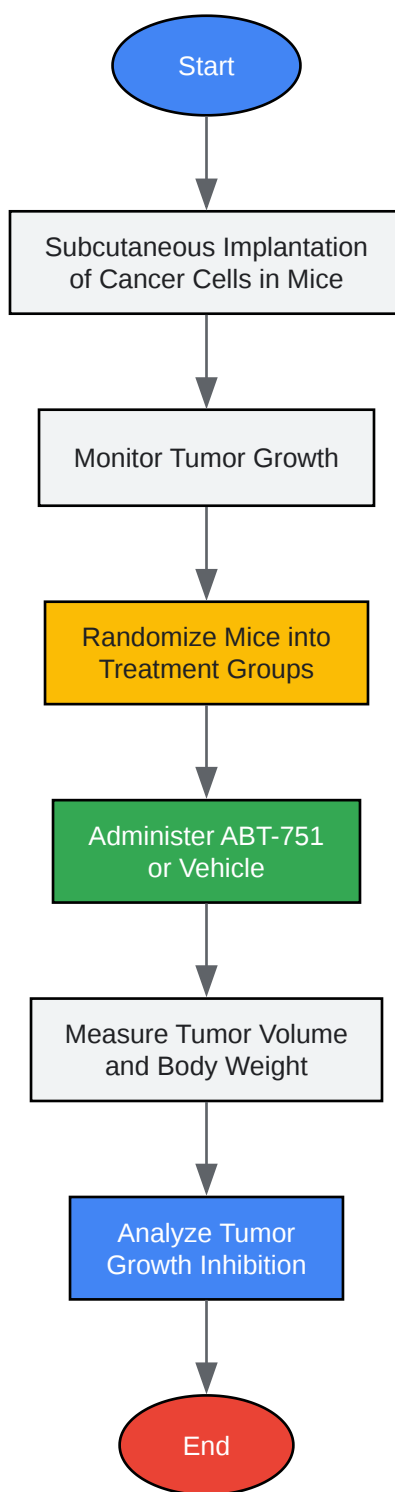 Start
Subcutaneous Implantation
of Cancer Cells in Mice
Monitor Tumor Growth
Randomize Mice into
Treatment Groups
Administer ABT-751
or Vehicle
Measure Tumor Volume
and Body Weight
Analyze Tumor
Growth Inhibition
End